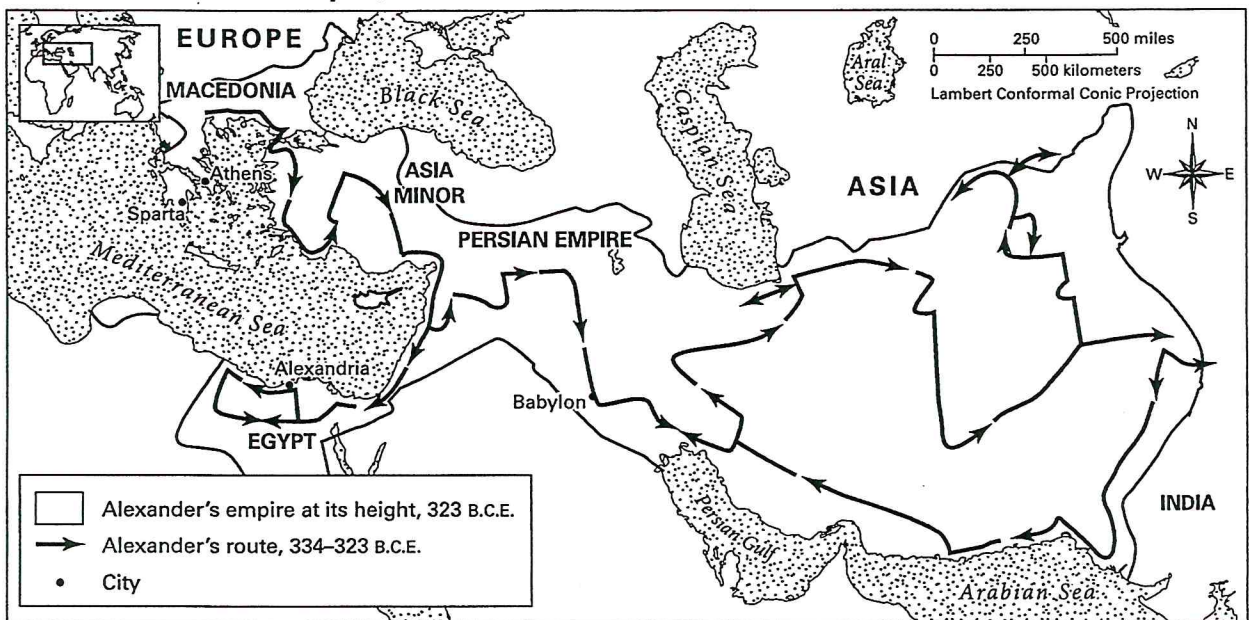 EUROPE
MACEDONIA
Black Sea
Athens
Sparta
ASIA
MINOR
PERSIAN EMPIRE
Mediterranean Sea
Alexandria
EGYPT
Babylon
Caspian Sea
Aral
Sea
ASIA
0 250 500 miles
0 250 500 kilometers
Lambert Conformal Conic Projection
N
W E
S
INDIA
Persian Gulf
Arabian Sea
Alexander's empire at its height, 323 B.C.E.
Alexander's route, 334–323 B.C.E.
City